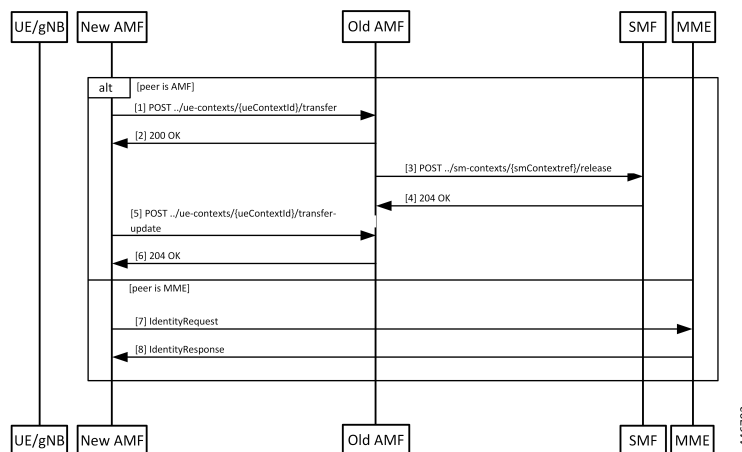 UE/gNB New AMF Old AMF SMF MME
alt [peer is AMF]
[1] POST ../ue-contexts/{ueContextId}/transfer
[2] 200 OK
[3] POST ../sm-contexts/{smContextref}/release
[4] 204 OK
[5] POST ../ue-contexts/{ueContextId}/transfer-
update
[6] 204 OK
[peer is MME]
[7] IdentityRequest
[8] IdentityResponse
UE/gNB New AMF Old AMF SMF MME